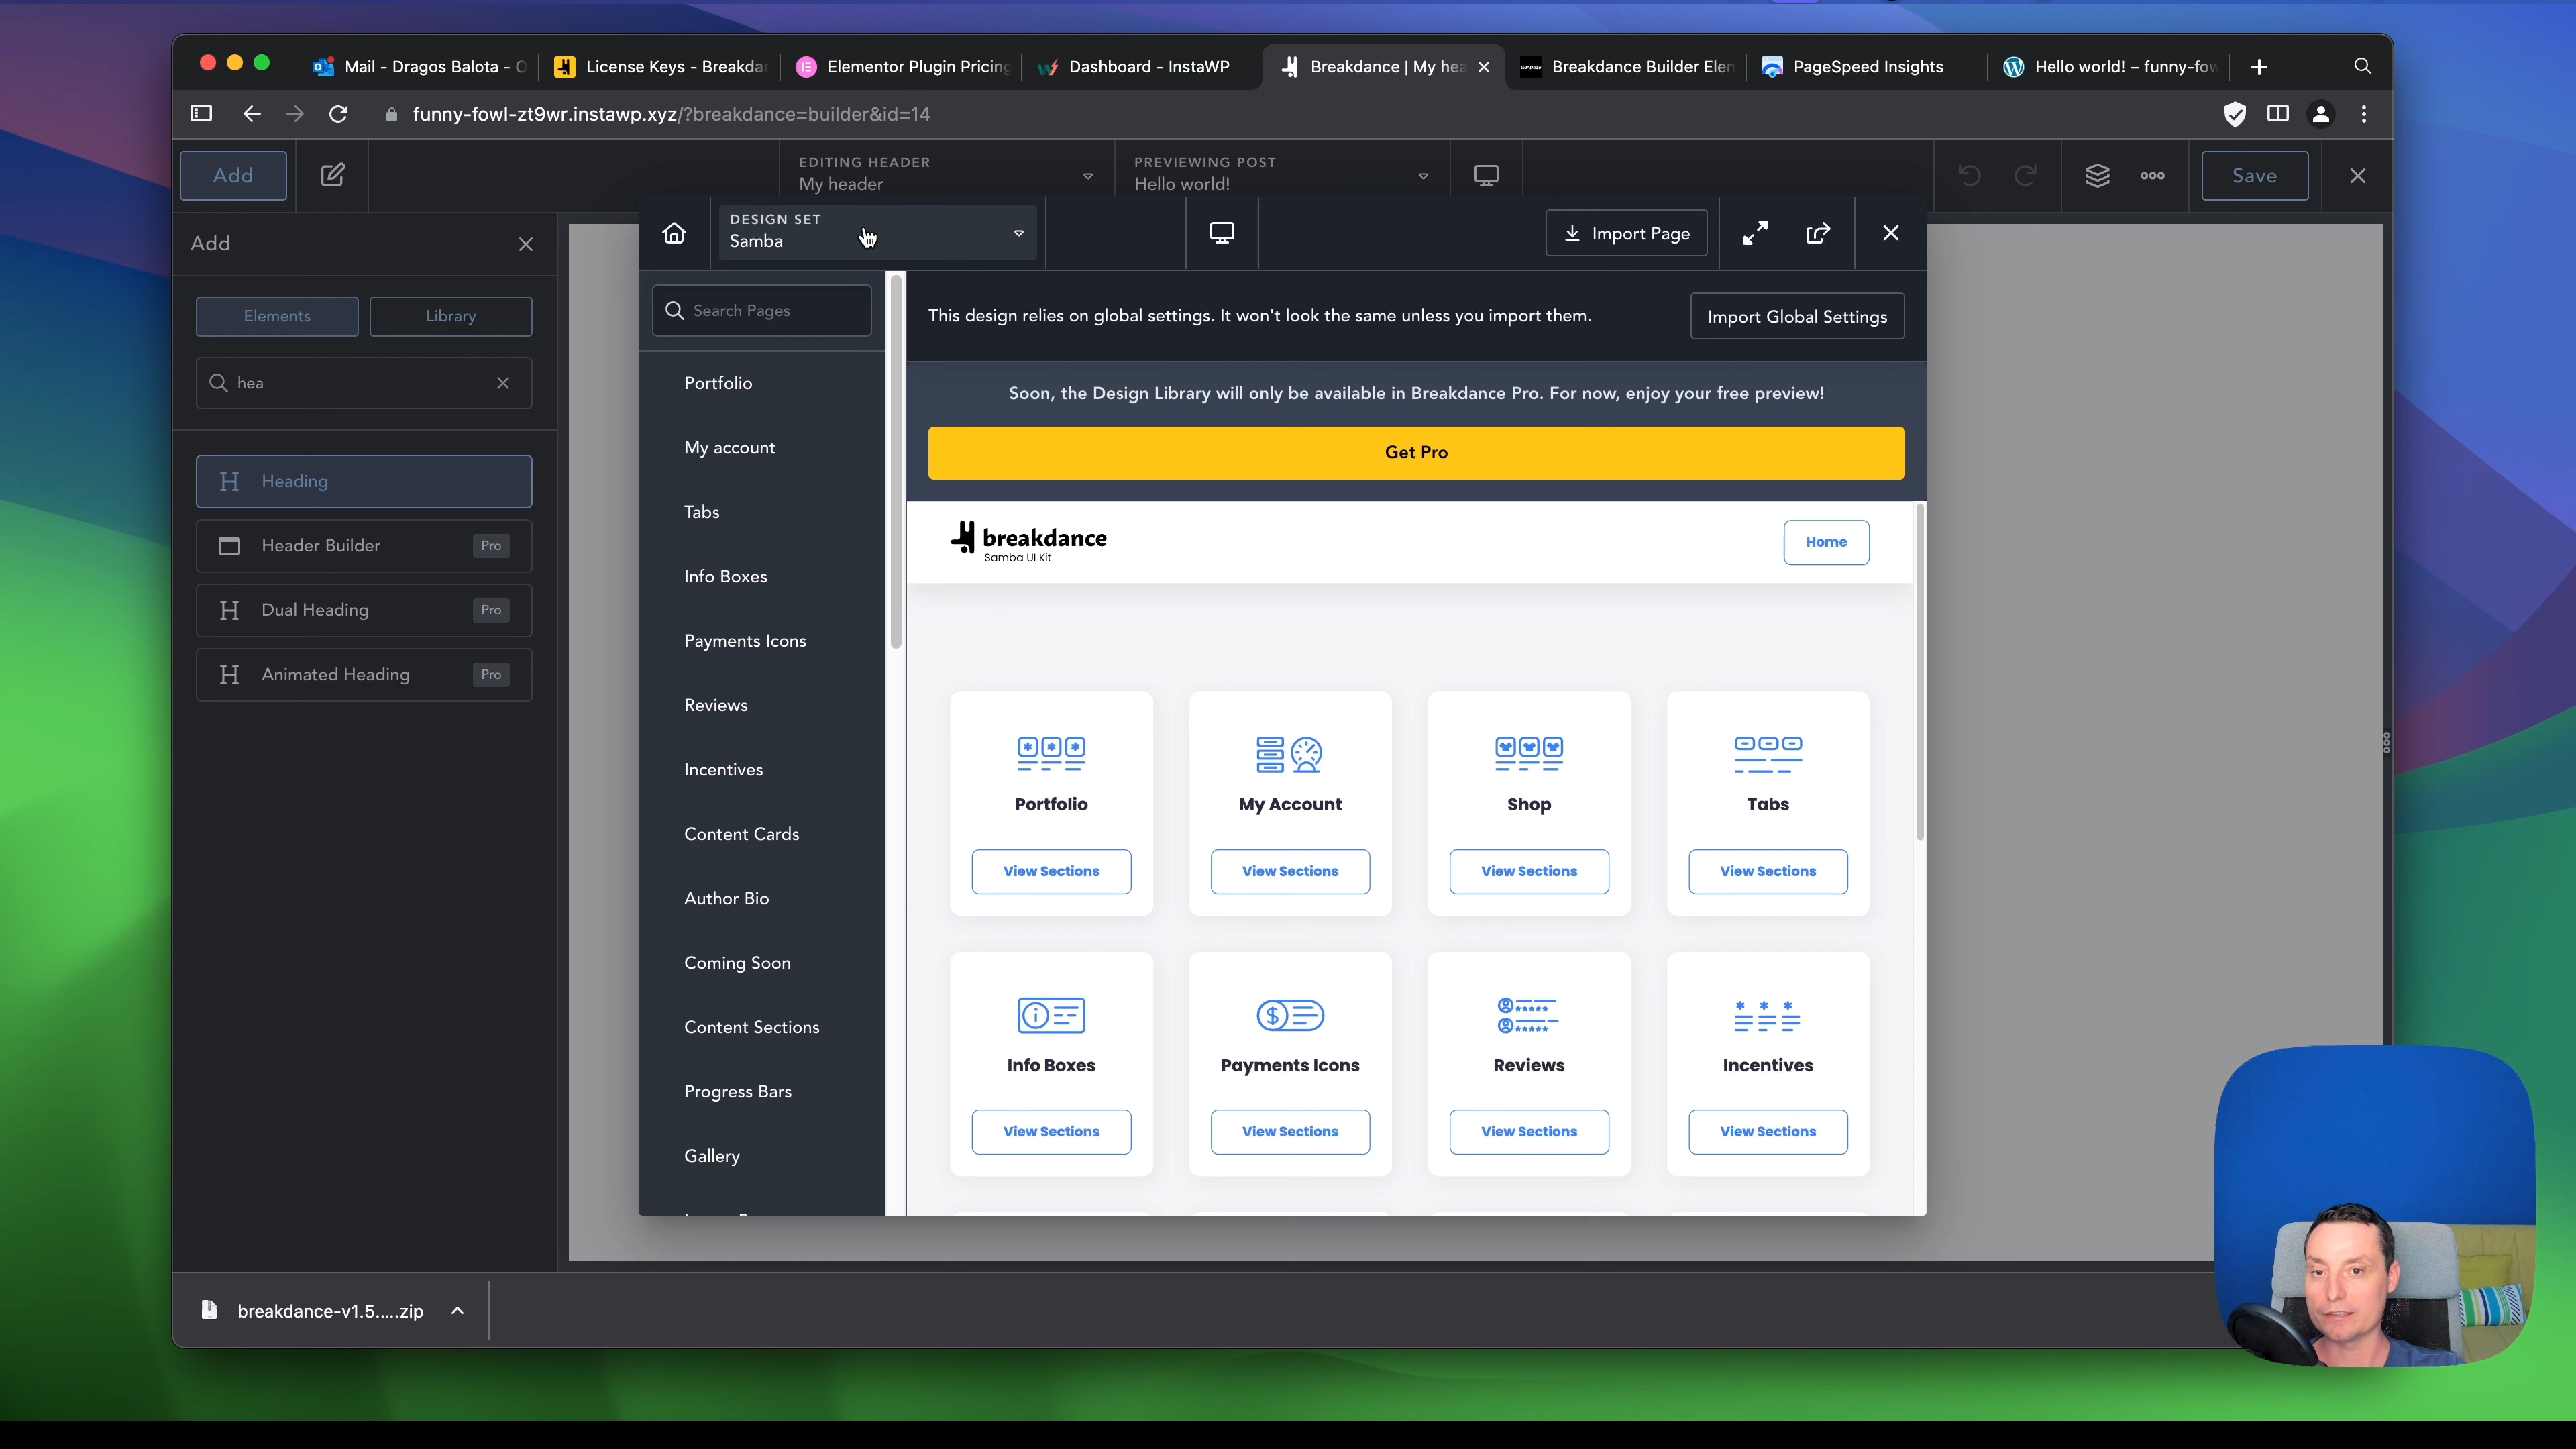 Mail - Dragos Balota - O
License Keys - Breakdan
Elementor Plugin Pricing
Dashboard - InstaWP
Breakdance | My hea
Breakdance Builder Elem
PageSpeed Insights
Hello world! – funny-fow
funny-fowl-zt9wr.instawp.xyz/?breakdance=builder&id=14
Add
EDITING HEADER
My header
PREVIEWING POST
Hello world!
Save
Add
Elements
Library
hea
Heading
Header Builder
Pro
Dual Heading
Pro
Animated Heading
Pro
DESIGN SET
Samba
Import Page
Search Pages
Portfolio
My account
Tabs
Info Boxes
Payments Icons
Reviews
Incentives
Content Cards
Author Bio
Coming Soon
Content Sections
Progress Bars
Gallery
This design relies on global settings. It won't look the same unless you import them.
Import Global Settings
Soon, the Design Library will only be available in Breakdance Pro. For now, enjoy your free preview!
Get Pro
breakdance
Samba UI Kit
Home
Portfolio
My Account
Shop
Tabs
View Sections
View Sections
View Sections
View Sections
Info Boxes
Payments Icons
Reviews
Incentives
View Sections
View Sections
View Sections
View Sections
breakdance-v1.5.....zip